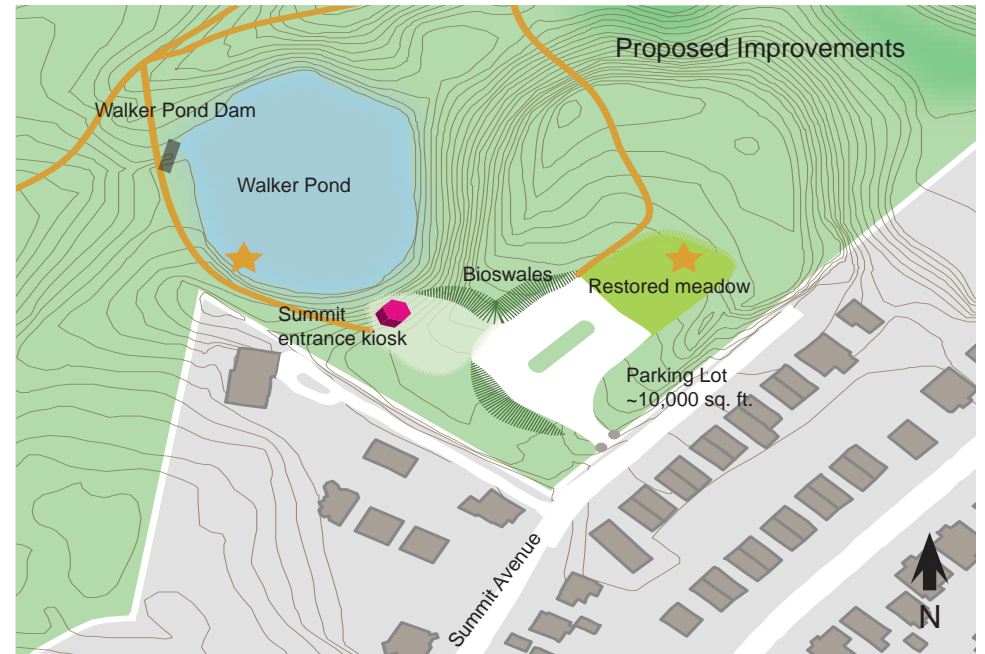 Proposed Improvements
Walker Pond Dam
Walker Pond
Bioswales
Restored meadow
Summit
entrance kiosk
Parking Lot
~10,000 sq. ft.
Summit Avenue
N